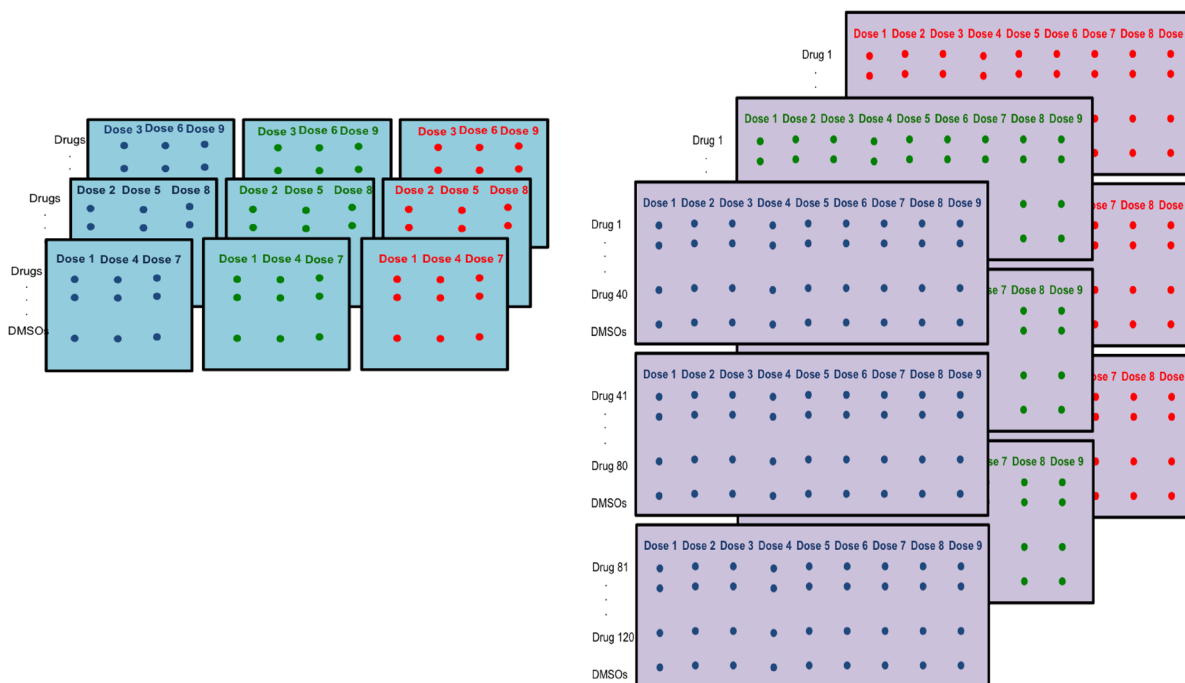 Drugs
.
.
Dose 3 Dose 6 Dose 9
Dose 3 Dose 6 Dose 9
Dose 3 Dose 6 Dose 9
Drugs
.
.
Dose 2 Dose 5 Dose 8
Dose 2 Dose 5 Dose 8
Dose 2 Dose 5 Dose 8
Drugs
.
.
.
DMSOs
Dose 1 Dose 4 Dose 7
Dose 1 Dose 4 Dose 7
Dose 1 Dose 4 Dose 7
Drug 1
.
.
Dose 1 Dose 2 Dose 3 Dose 4 Dose 5 Dose 6 Dose 7 Dose 8 Dose
Drug 1
.
.
Dose 1 Dose 2 Dose 3 Dose 4 Dose 5 Dose 6 Dose 7 Dose 8 Dose 9
Dose 1 Dose 2 Dose 3 Dose 4 Dose 5 Dose 6 Dose 7 Dose 8 Dose 9
Drug 1
.
.
.
Drug 40
DMSOs
7 Dose 8 Dose
se 7 Dose 8 Dose 9
Dose 1 Dose 2 Dose 3 Dose 4 Dose 5 Dose 6 Dose 7 Dose 8 Dose 9
Drug 41
.
.
.
Drug 80
DMSOs
ose 7 Dose 8 Dose
se 7 Dose 8 Dose 9
Dose 1 Dose 2 Dose 3 Dose 4 Dose 5 Dose 6 Dose 7 Dose 8 Dose 9
Drug 81
.
.
.
Drug 120
DMSOs